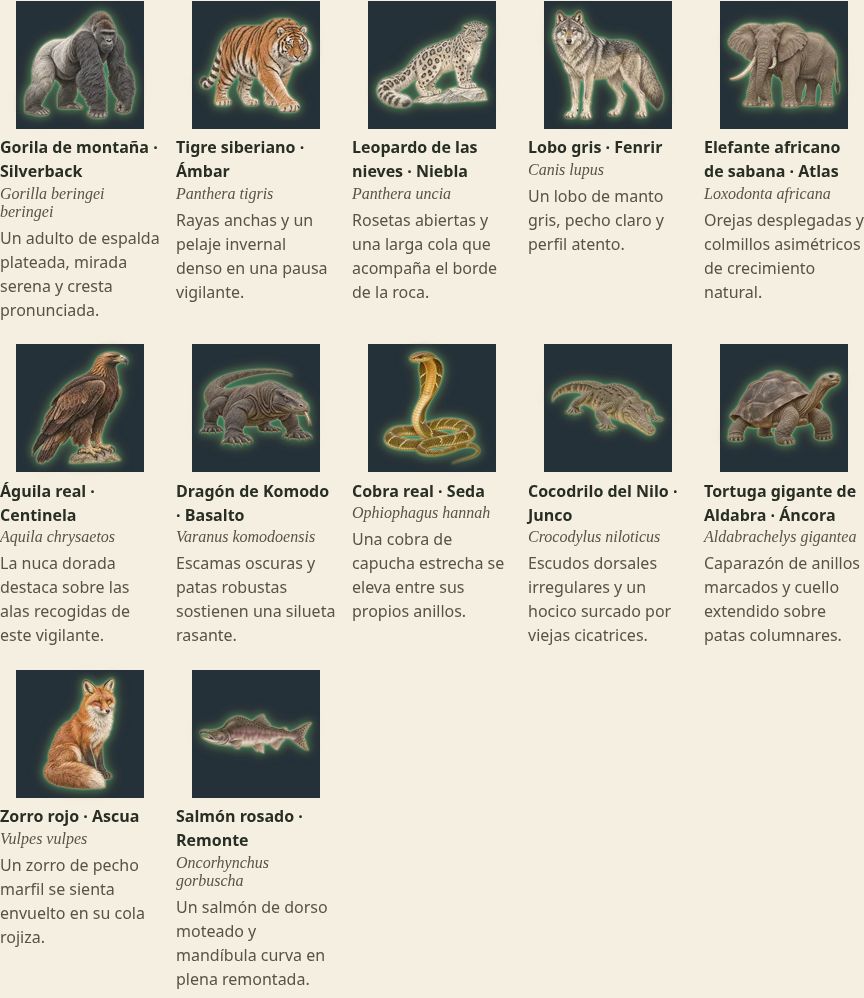 Gorila de montaña ·
Silverback
Gorilla beringei
beringei
Un adulto de espalda
plateada, mirada
serena y cresta
pronunciada.
Tigre siberiano ·
Ámbar
Panthera tigris
Rayas anchas y un
pelaje invernal
denso en una pausa
vigilante.
Leopardo de las
nieves · Niebla
Panthera uncia
Rosetas abiertas y
una larga cola que
acompaña el borde
de la roca.
Lobo gris · Fenrir
Canis lupus
Un lobo de manto
gris, pecho claro y
perfil atento.
Elefante africano
de sabana · Atlas
Loxodonta africana
Orejas desplegadas y
colmillos asimétricos
de crecimiento
natural.
Águila real ·
Centinela
Aquila chrysaetos
La nuca dorada
destaca sobre las
alas recogidas de
este vigilante.
Dragón de Komodo
· Basalto
Varanus komodoensis
Escamas oscuras y
patas robustas
sostienen una silueta
rasante.
Cobra real · Seda
Ophiophagus hannah
Una cobra de
capucha estrecha se
eleva entre sus
propios anillos.
Cocodrilo del Nilo ·
Junco
Crocodylus niloticus
Escudos dorsales
irregulares y un
hocico surcado por
viejas cicatrices.
Tortuga gigante de
Aldabra · Áncora
Aldabrachelys gigantea
Caparazón de anillos
marcados y cuello
extendido sobre
patas columnares.
Zorro rojo · Ascua
Vulpes vulpes
Un zorro de pecho
marfil se sienta
envuelto en su cola
rojiza.
Salmón rosado ·
Remonte
Oncorhynchus
gorbuscha
Un salmón de dorso
moteado y
mandíbula curva en
plena remontada.